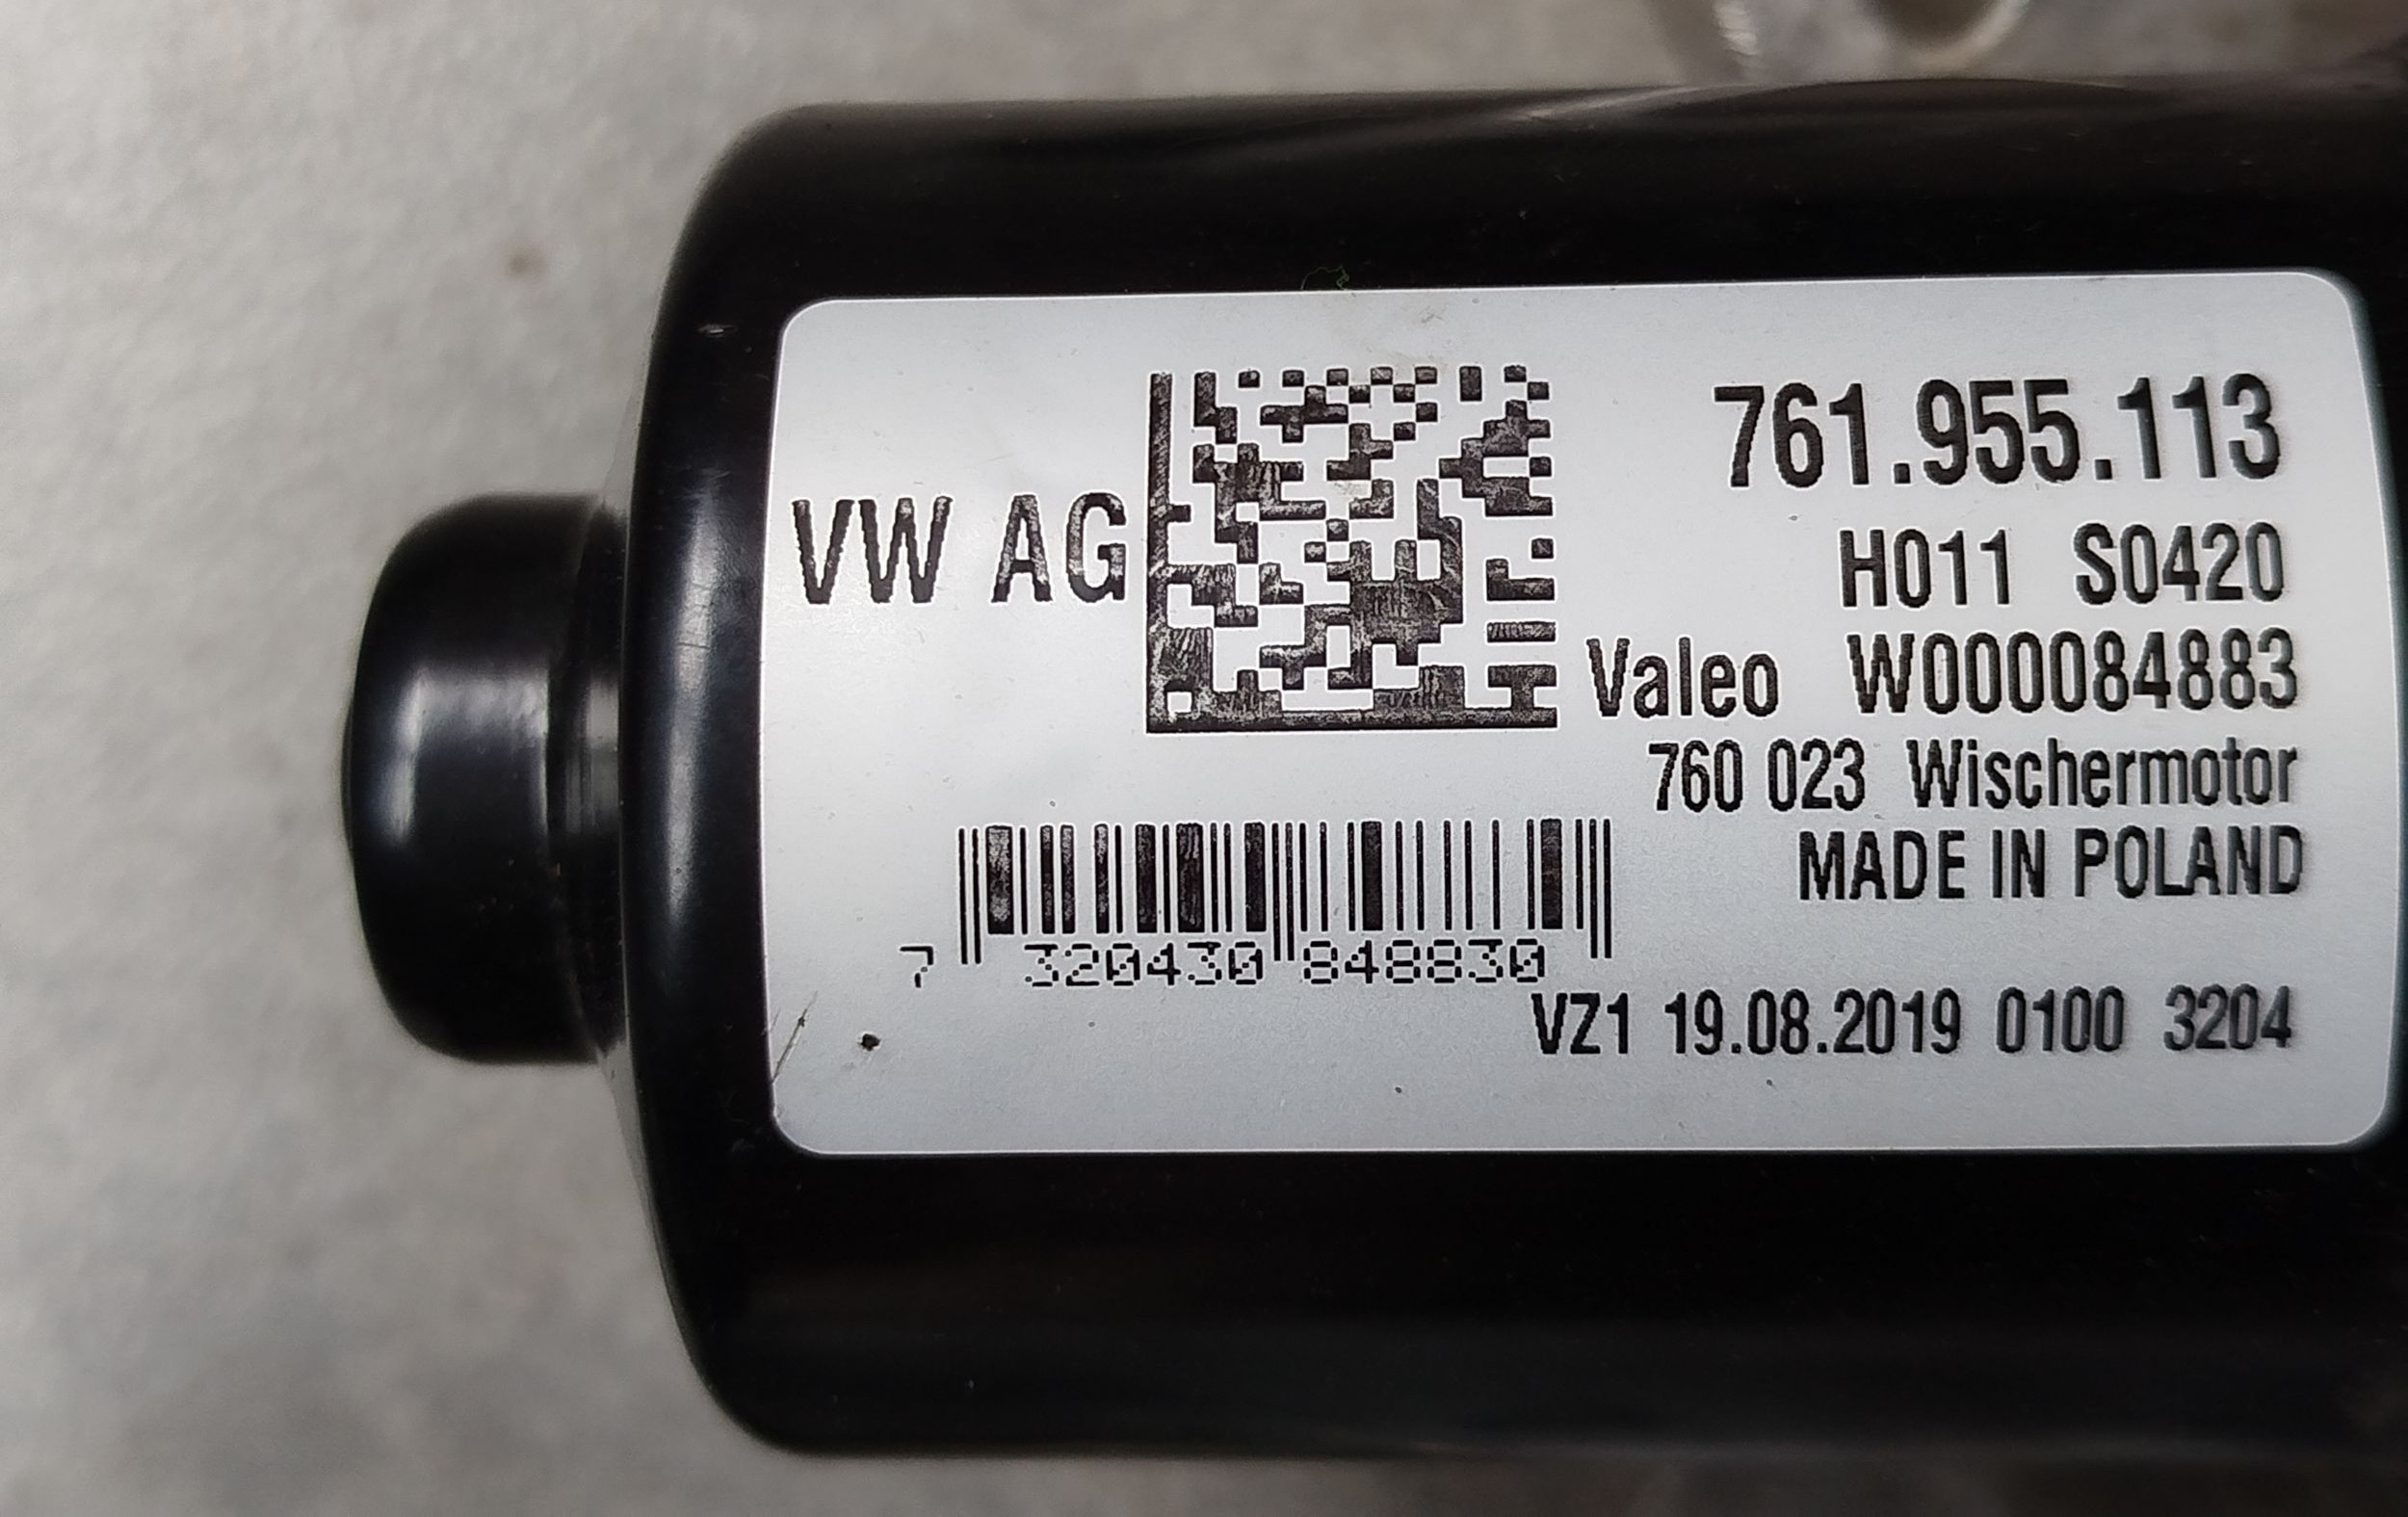 VW AG
761.955.113
H011 S0420
Valeo W000084883
760 023 Wischermotor
MADE IN POLAND
7 320430 848830
VZ1 19.08.2019 0100 3204